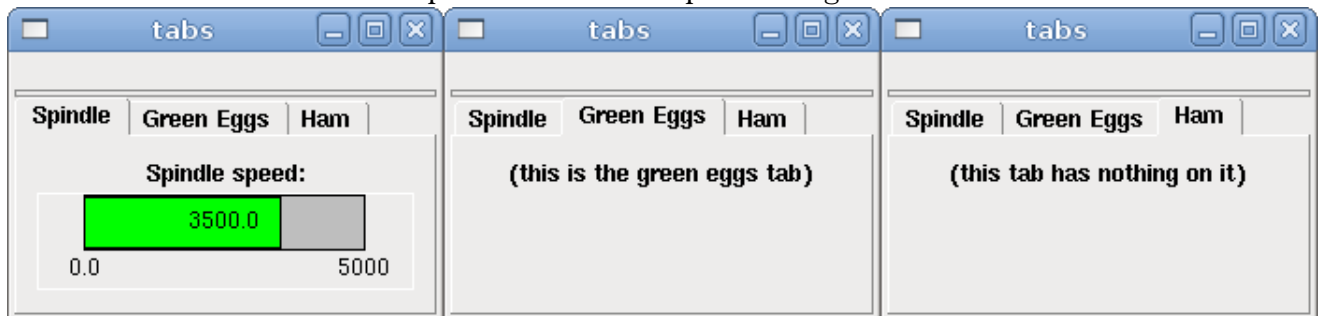 tabs
tabs
tabs
Spindle Green Eggs Ham
Spindle Green Eggs Ham
Spindle Green Eggs Ham
Spindle speed:
3500.0
0.0 5000
(this is the green eggs tab)
(this tab has nothing on it)